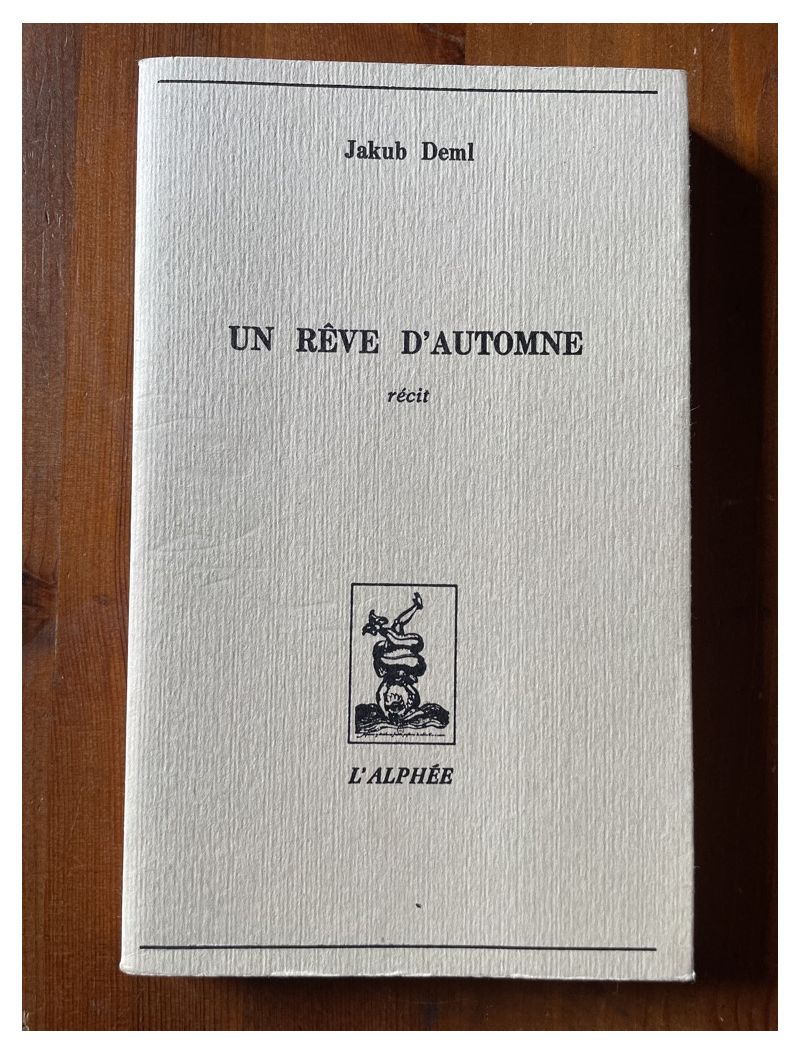 Jakub Deml
UN RÊVE D'AUTOMNE
récit
L'ALPHÉE